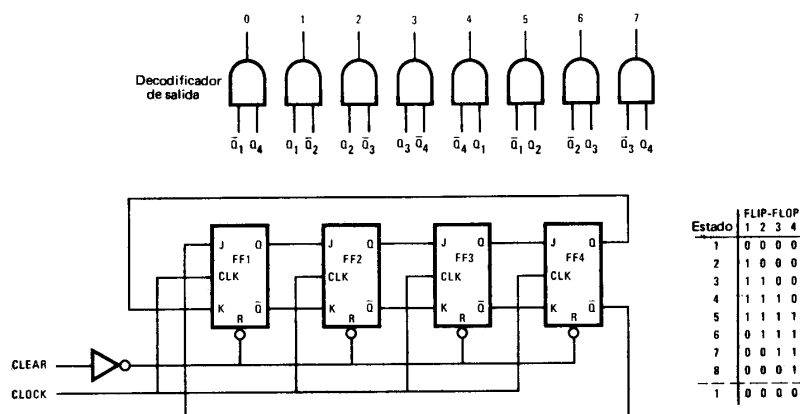 0 1 2 3 4 5 6 7
Decodificador
de salida
Q̄1 Q4 Q1 Q̄2 Q2 Q̄3 Q3 Q̄4 Q̄4 Q1 Q̄1 Q2 Q̄2 Q3 Q̄3 Q4
J Q J Q J Q J Q
FF1 FF2 FF3 FF4
CLK CLK CLK CLK
K Q̄ K Q̄ K Q̄ K Q̄
R R R R
CLEAR
CLOCK
FLIP-FLOP
Estado 1 2 3 4
1 0 0 0 0
2 1 0 0 0
3 1 1 0 0
4 1 1 1 0
5 1 1 1 1
6 0 1 1 1
7 0 0 1 1
8 0 0 0 1
1 0 0 0 0